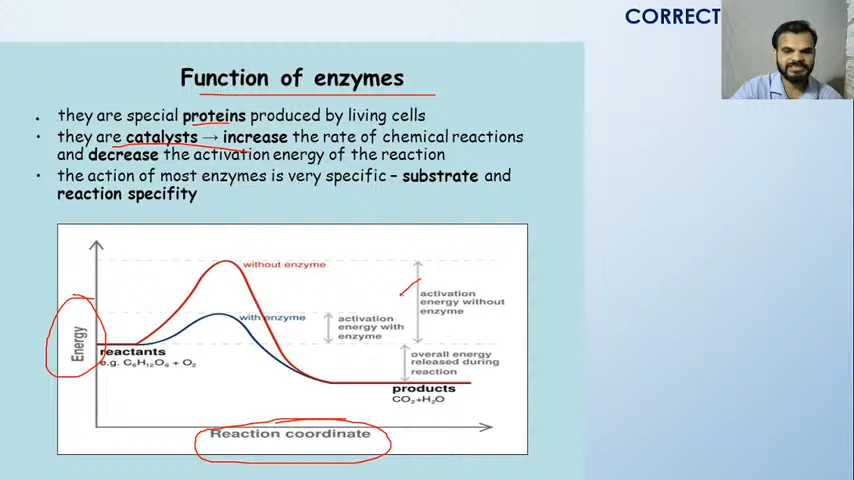 CORRECT
Function of enzymes
. they are special proteins produced by living cells
• they are catalysts → increase the rate of chemical reactions
and decrease the activation energy of the reaction
• the action of most enzymes is very specific – substrate and
reaction specifity
without enzyme
activation
energy without
enzyme
with enzyme
activation
energy with
enzyme
Energy
reactants
e.g. C₆H₁₂O₆ + O₂
overall energy
released during
reaction
products
CO₂+H₂O
Reaction coordinate